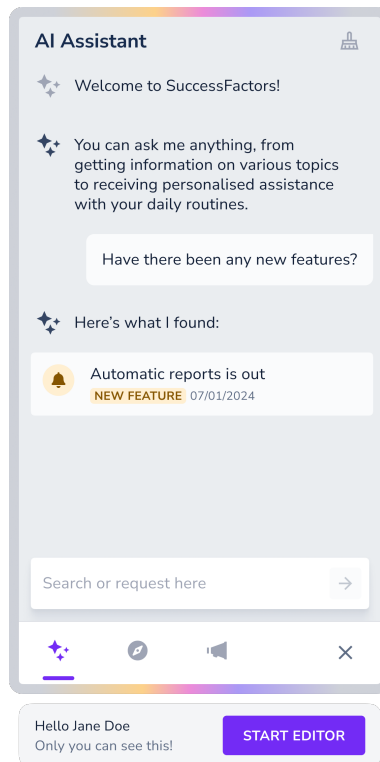 AI Assistant
Welcome to SuccessFactors!
You can ask me anything, from
getting information on various topics
to receiving personalised assistance
with your daily routines.
Have there been any new features?
Here's what I found:
Automatic reports is out
NEW FEATURE 07/01/2024
Search or request here
Hello Jane Doe
Only you can see this!
START EDITOR